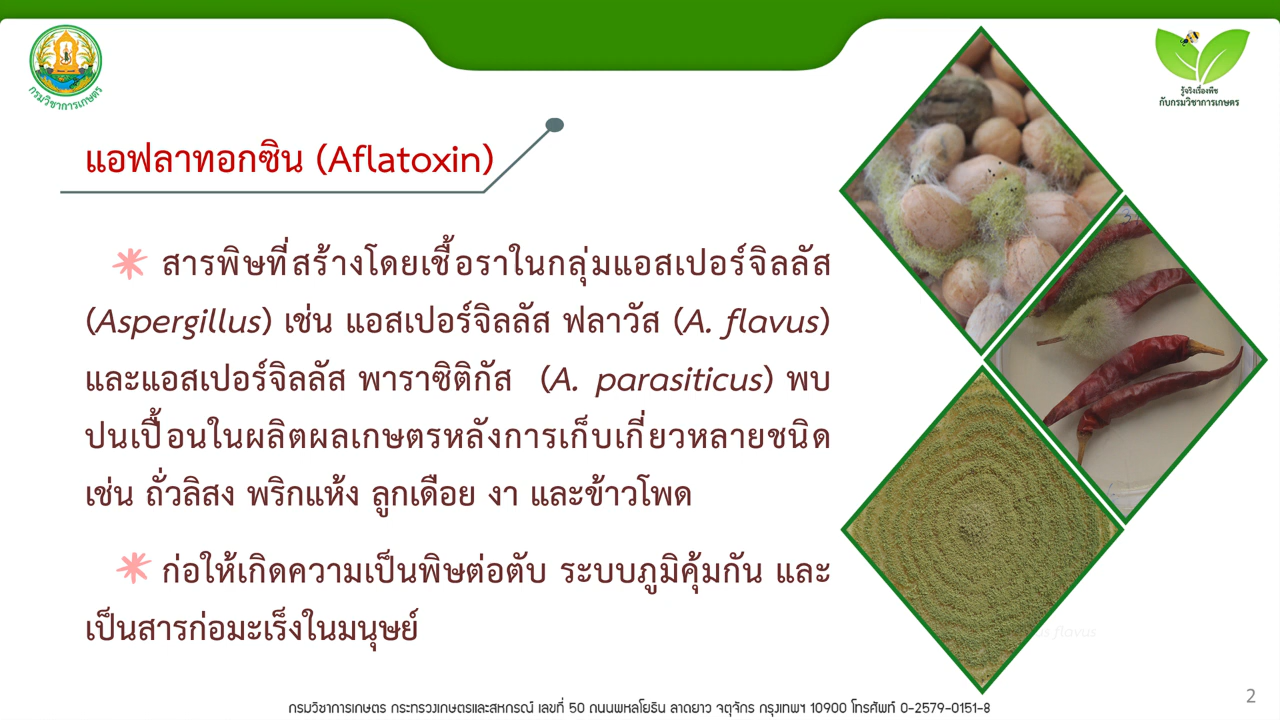 กรมวิชาการเกษตร
รู้จริงเรื่องพืช
กับกรมวิชาการเกษตร
แอฟลาทอกซิน (Aflatoxin)
สารพิษที่สร้างโดยเชื้อราในกลุ่มแอสเปอร์จิลลัส
(Aspergillus) เช่น แอสเปอร์จิลลัส ฟลาวัส (A. flavus)
และแอสเปอร์จิลลัส พาราซิติกัส (A. parasiticus) พบ
ปนเปื้อนในผลิตผลเกษตรหลังการเก็บเกี่ยวหลายชนิด
เช่น ถั่วลิสง พริกแห้ง ลูกเดือย งา และข้าวโพด
ก่อให้เกิดความเป็นพิษต่อตับ ระบบภูมิคุ้มกัน และ
เป็นสารก่อมะเร็งในมนุษย์
flavus
กรมวิชาการเกษตร กระทรวงเกษตรและสหกรณ์ เลขที่ 50 ถนนพหลโยธิน ลาดยาว จตุจักร กรุงเทพฯ 10900 โทรศัพท์ 0-2579-0151-8
2